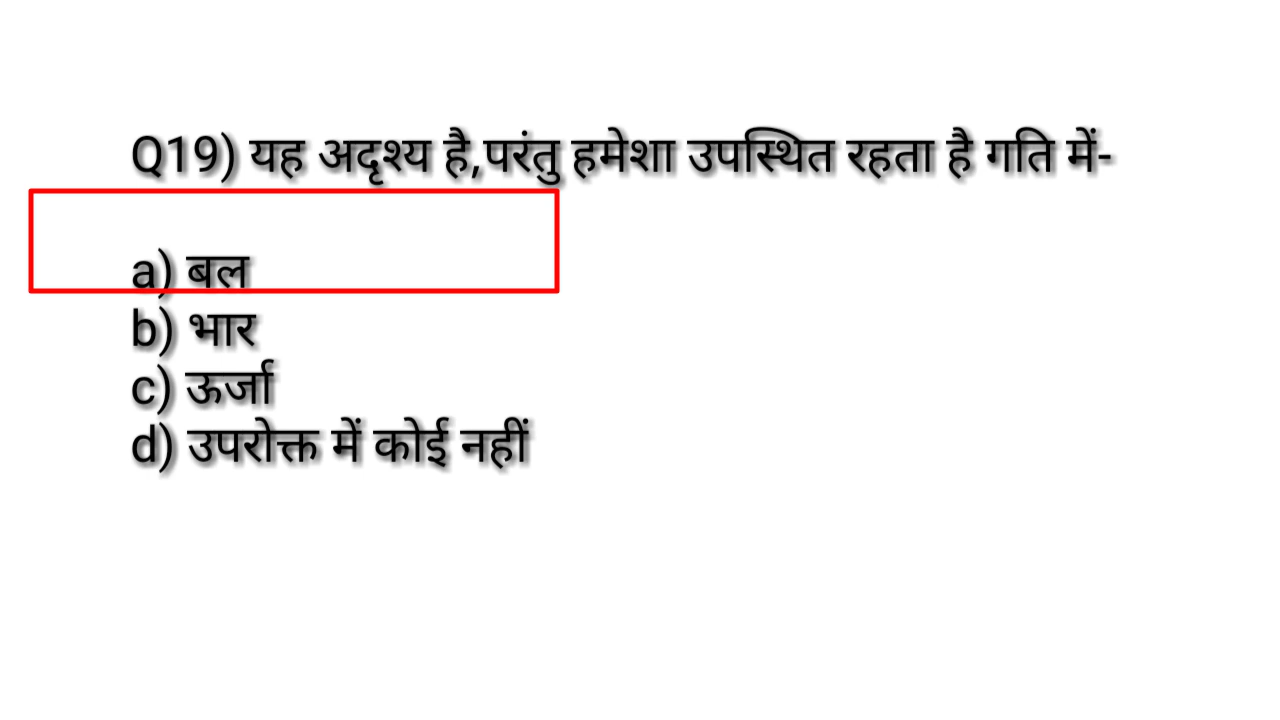 Q19) यह अदृश्य है,परंतु हमेशा उपस्थित रहता है गति में-
a) बल
b) भार
c) ऊर्जा
d) उपरोक्त में कोई नहीं